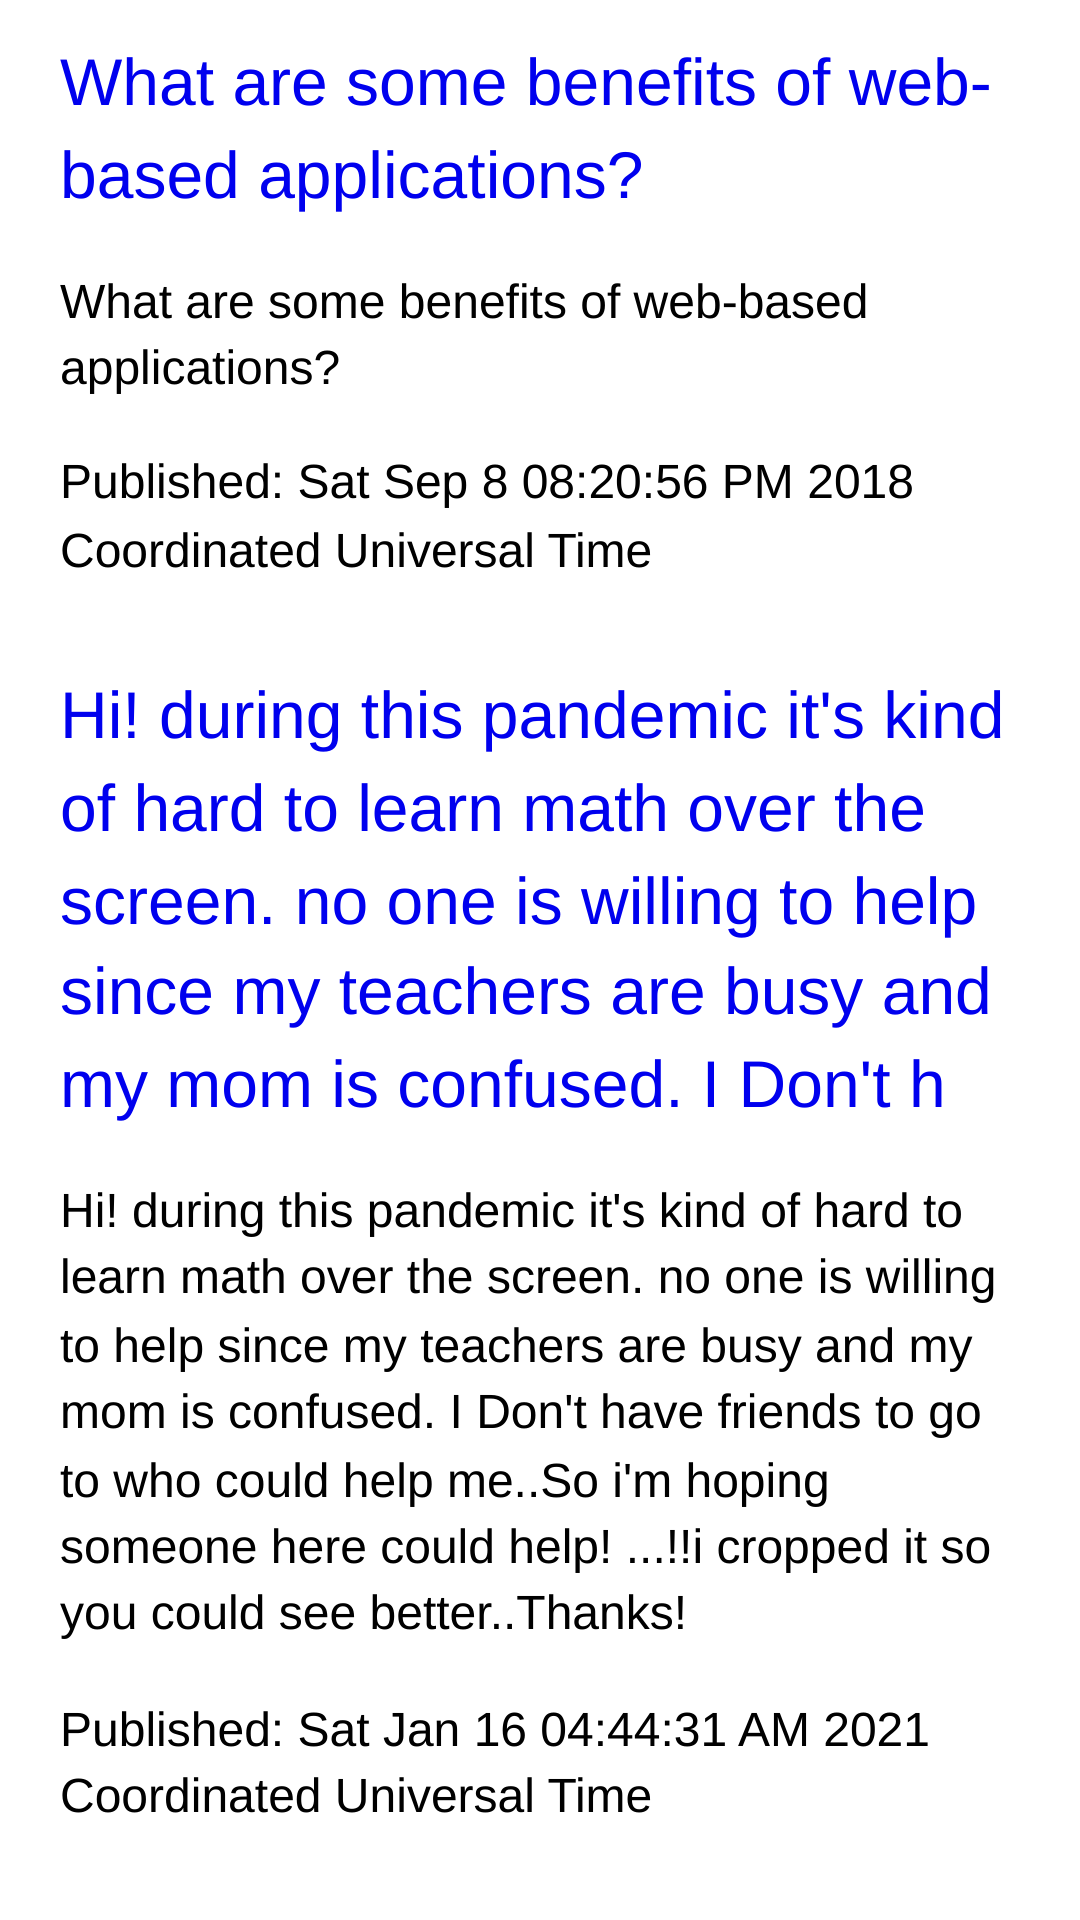 What are some benefits of web-
based applications?
What are some benefits of web-based
applications?
Published: Sat Sep 8 08:20:56 PM 2018
Coordinated Universal Time
Hi! during this pandemic it's kind
of hard to learn math over the
screen. no one is willing to help
since my teachers are busy and
my mom is confused. I Don't h
Hi! during this pandemic it's kind of hard to
learn math over the screen. no one is willing
to help since my teachers are busy and my
mom is confused. I Don't have friends to go
to who could help me..So i'm hoping
someone here could help! ...!!i cropped it so
you could see better..Thanks!
Published: Sat Jan 16 04:44:31 AM 2021
Coordinated Universal Time